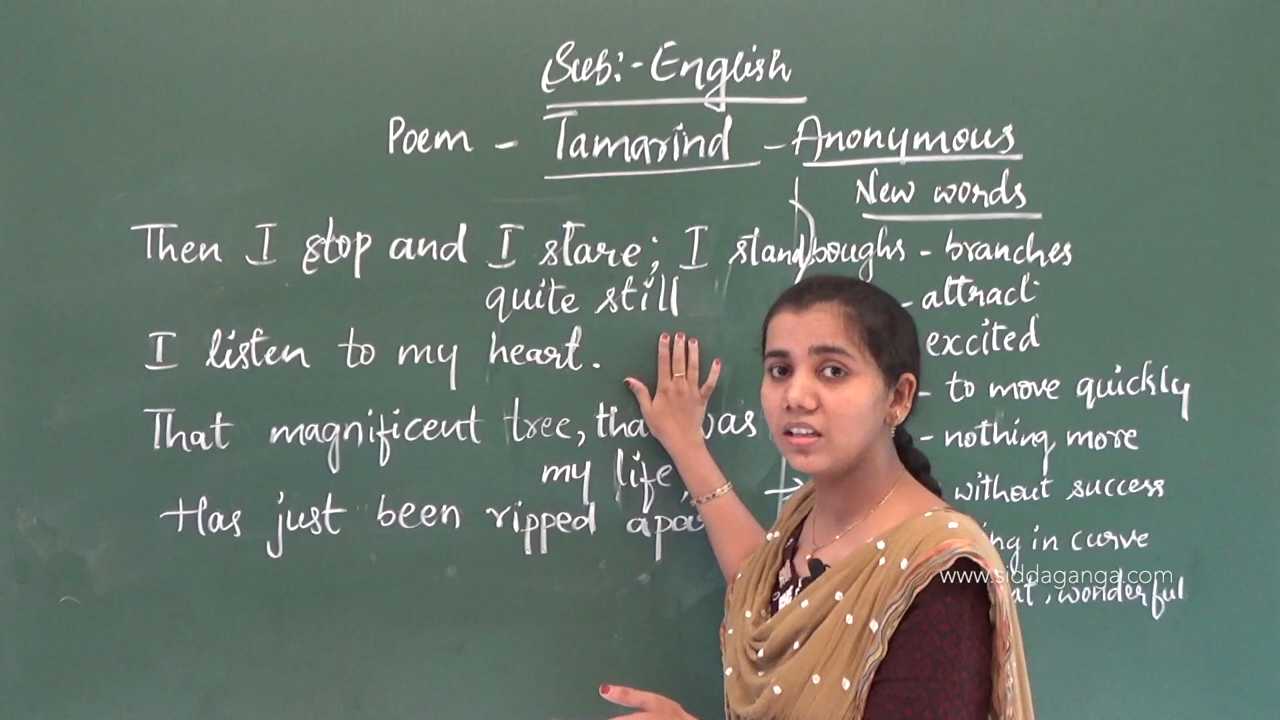 Sub:- English
Poem - Tamarind - Anonymous
New words
Then I stop and I stare; I stand
quite still
I listen to my heart.
That magnificent tree, that was
my life,
Has just been ripped
boughs - branches
- attract
excited
- to move quickly
- nothing more
without success
in curve
, wonderful
www.siddaganga.com